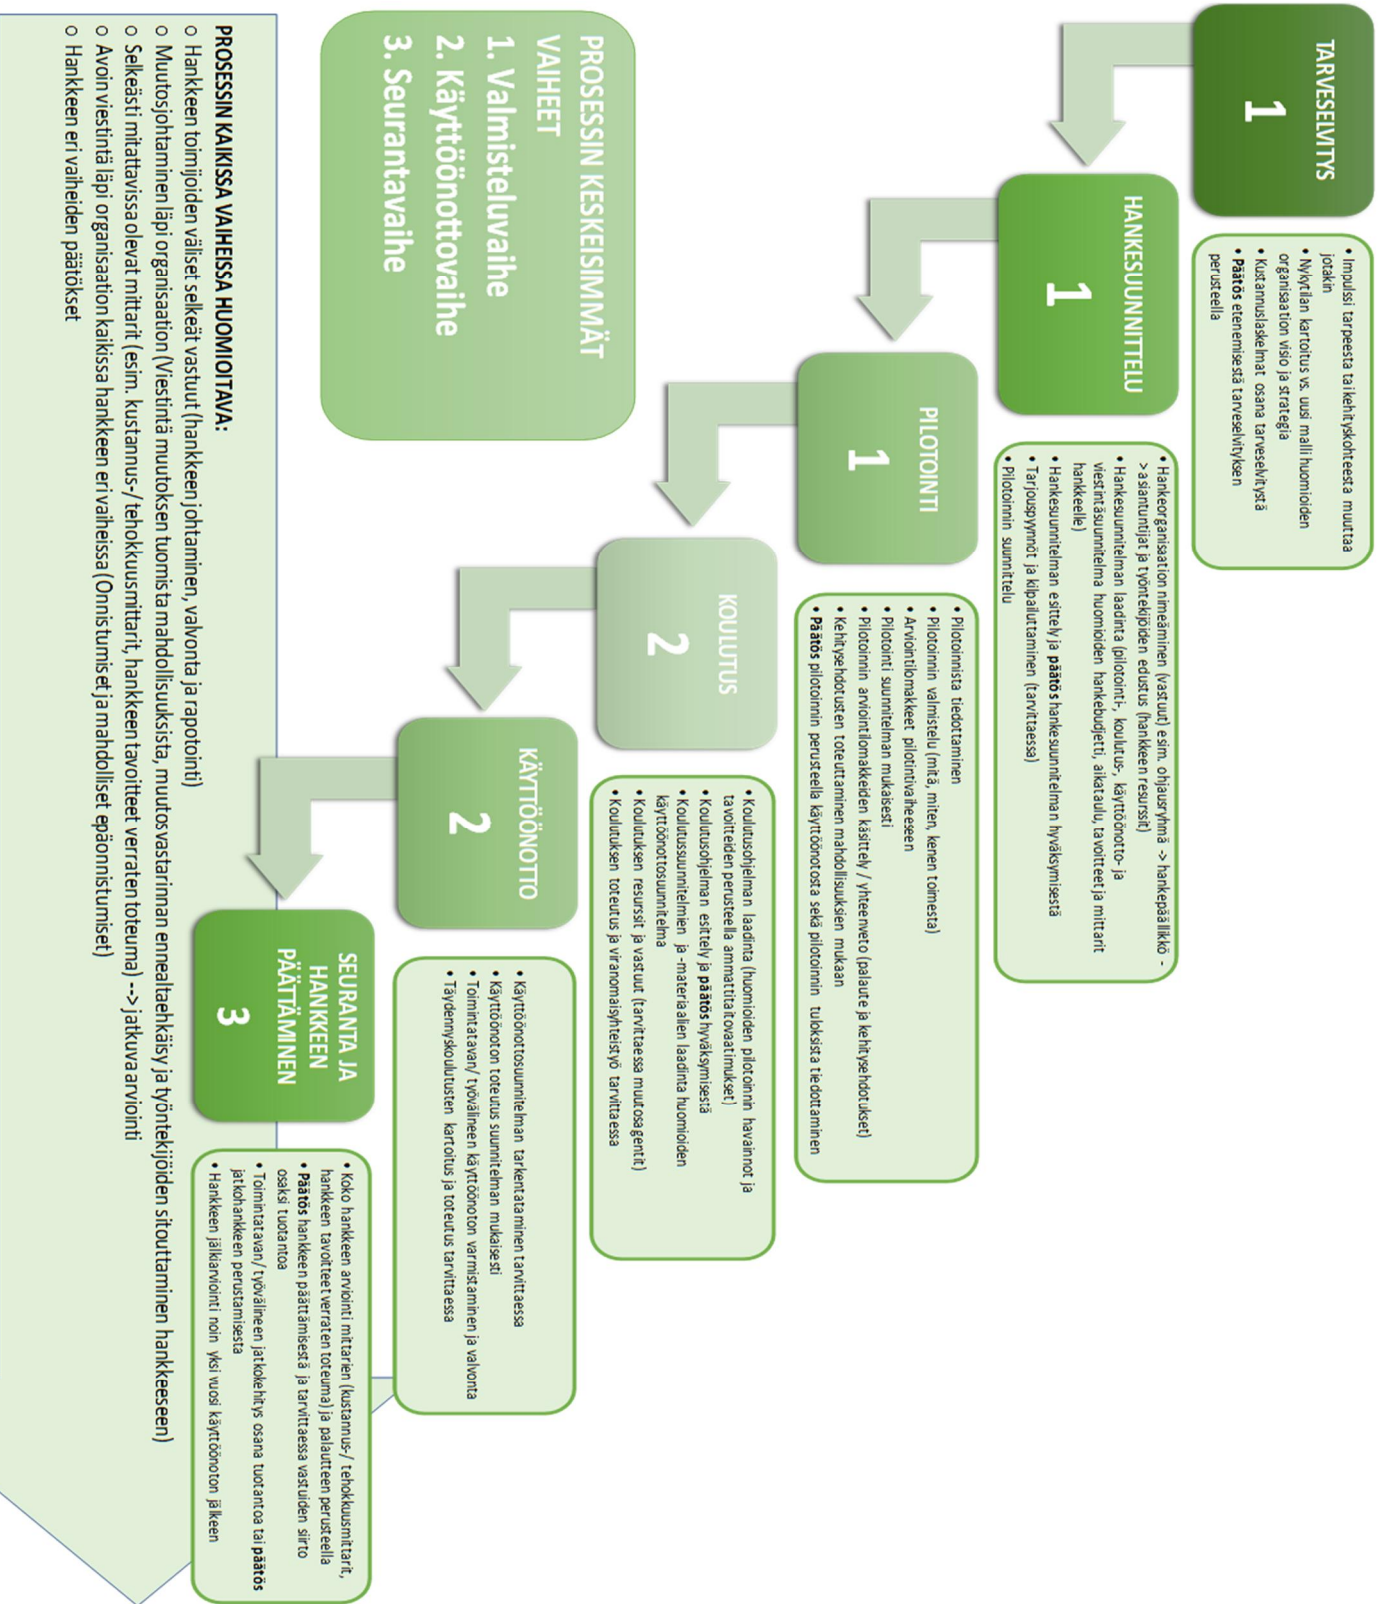 TARVESELVITYS
1
• Impulssi tarpeesta tai kehityskohteesta muuttaa
jotakin
• Nykytilan kartoitus vs. uusi malli huomioiden
organisaation visio ja strategia
• Kustannuslaskelmat osana tarveselvitystä
• Päätös etenemisestä tarveselvityksen
perusteella
HANKESUUNNITTELU
1
• Hankeorganisaation nimeäminen (vastuut) esim. ohjausryhmä -> hankepäällikkö -
> asiantuntijat ja työntekijöiden edustus (hankkeen resurssit)
• Hankesuunnitelman laadinta (pilotointi-, koulutus-, käyttöönotto- ja
viestintäsuunnitelma huomioiden hankebudjetti, aikataulu, tavoitteet ja mittarit
hankkeelle)
• Hankesuunnitelman esittely ja päätös hankesuunnitelman hyväksymisestä
• Tarjouspyynnöt ja kilpailuttaminen (tarvittaessa)
• Pilotoinnin suunnittelu
PILOTOINTI
1
• Pilotoinnista tiedottaminen
• Pilotoinnin valmistelu (mitä, miten, kenen toimesta)
• Arviointilomakkeet pilotintivaiheeseen
• Pilotointi suunnitelman mukaisesti
• Pilotoinnin arviointilomakkeiden käsittely / yhteenveto (palaute ja kehitysehdotukset)
• Kehitysehdotusten toteuttaminen mahdollisuuksien mukaan
• Päätös pilotoinnin perusteella käyttöönotosta sekä pilotoinnin tuloksista tiedottaminen
KOULUTUS
2
• Koulutusohjelman laadinta (huomioiden pilotoinnin havainnot ja
tavoitteiden perusteella ammattitaitovaatimukset)
• Koulutusohjelman esittely ja päätös hyväksymisestä
• Koulutussuunnitelmien ja -materiaalien laadinta huomioiden
käyttöönottosuunnitelma
• Koulutuksen resurssit ja vastuut (tarvittaessa muutosagentit)
• Koulutuksen toteutus ja viranomaisyhteistyö tarvittaessa
KÄYTTÖÖNOTTO
2
• Käyttöönottosuunnitelman tarkentataminen tarvittaessa
• Käyttöönoton toteutus suunnitelman mukaisesti
• Toimintatavan/ työvälineen käyttöönoton varmistaminen ja valvonta
• Täydennyskoulutusten kartoitus ja toteutus tarvittaessa
SEURANTA JA
HANKKEEN
PÄÄTTÄMINEN
3
• Koko hankkeen arviointi mittarien (kustannus-/ tehokkuusmittarit,
hankkeen tavoitteet verraten toteuma) ja palautteen perusteella
• Päätös hankkeen päättämisestä ja tarvittaessa vastuiden siirto
osaksi tuotantoa
• Toimintatavan/ työvälineen jatkokehitys osana tuotantoa tai päätös
jatkohankkeen perustamisesta
• Hankkeen jälkiarviointi noin yksi vuosi käyttöönoton jälkeen
PROSESSIN KESKEISIMMÄT
VAIHEET
1. Valmisteluvaihe
2. Käyttöönottovaihe
3. Seurantavaihe
PROSESSIN KAIKISSA VAIHEISSA HUOMIOITAVA:
○ Hankkeen toimijoiden väliset selkeät vastuut (hankkeen johtaminen, valvonta ja rapotointi)
○ Muutosjohtaminen läpi organisaation (Viestintä muutoksen tuomista mahdollisuuksista, muutosvastarinnan ennealtaehkäisy ja työntekijöiden sitouttaminen hankkeeseen)
○ Selkeästi mitattavissa olevat mittarit (esim. kustannus-/ tehokkuusmittarit, hankkeen tavoitteet verraten toteuma) --> jatkuva arviointi
○ Avoin viestintä läpi organisaation kaikissa hankkeen eri vaiheissa (Onnistumiset ja mahdolliset epäonnistumiset)
○ Hankkeen eri vaiheiden päätökset